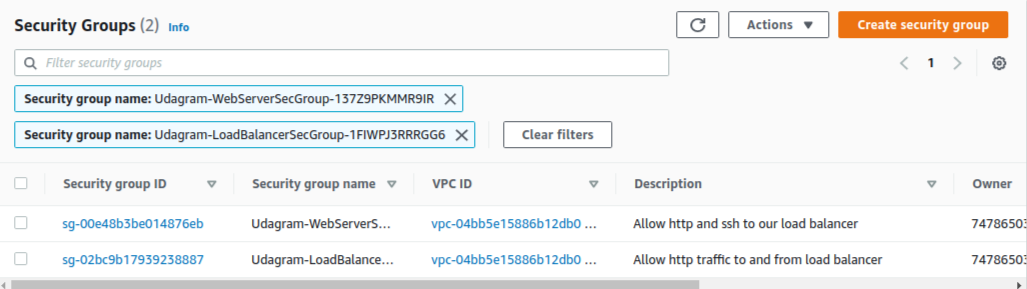 Security Groups (2) Info Actions Create security group
Filter security groups 1
Security group name: Udagram-WebServerSecGroup-137Z9PKMMR9IR
Security group name: Udagram-LoadBalancerSecGroup-1FIWPJ3RRRGG6 Clear filters
Security group ID Security group name VPC ID Description Owner
sg-00e48b3be014876eb Udagram-WebServerS... vpc-04bb5e15886b12db0 ... Allow http and ssh to our load balancer 74786503
sg-02bc9b17939238887 Udagram-LoadBalance... vpc-04bb5e15886b12db0 ... Allow http traffic to and from load balancer 74786503